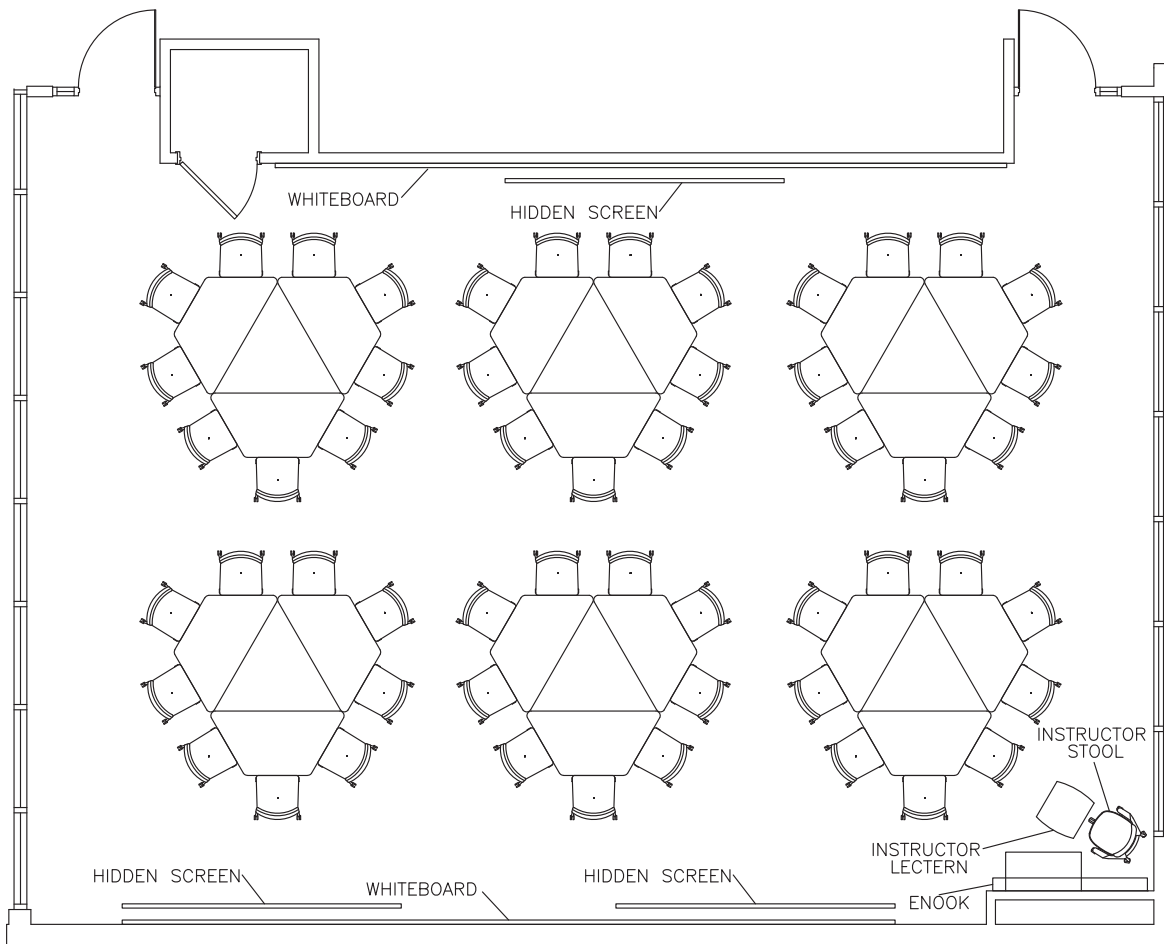 WHITEBOARD
HIDDEN SCREEN
INSTRUCTOR
STOOL
INSTRUCTOR
LECTERN
HIDDEN SCREEN
WHITEBOARD
HIDDEN SCREEN
ENOOK